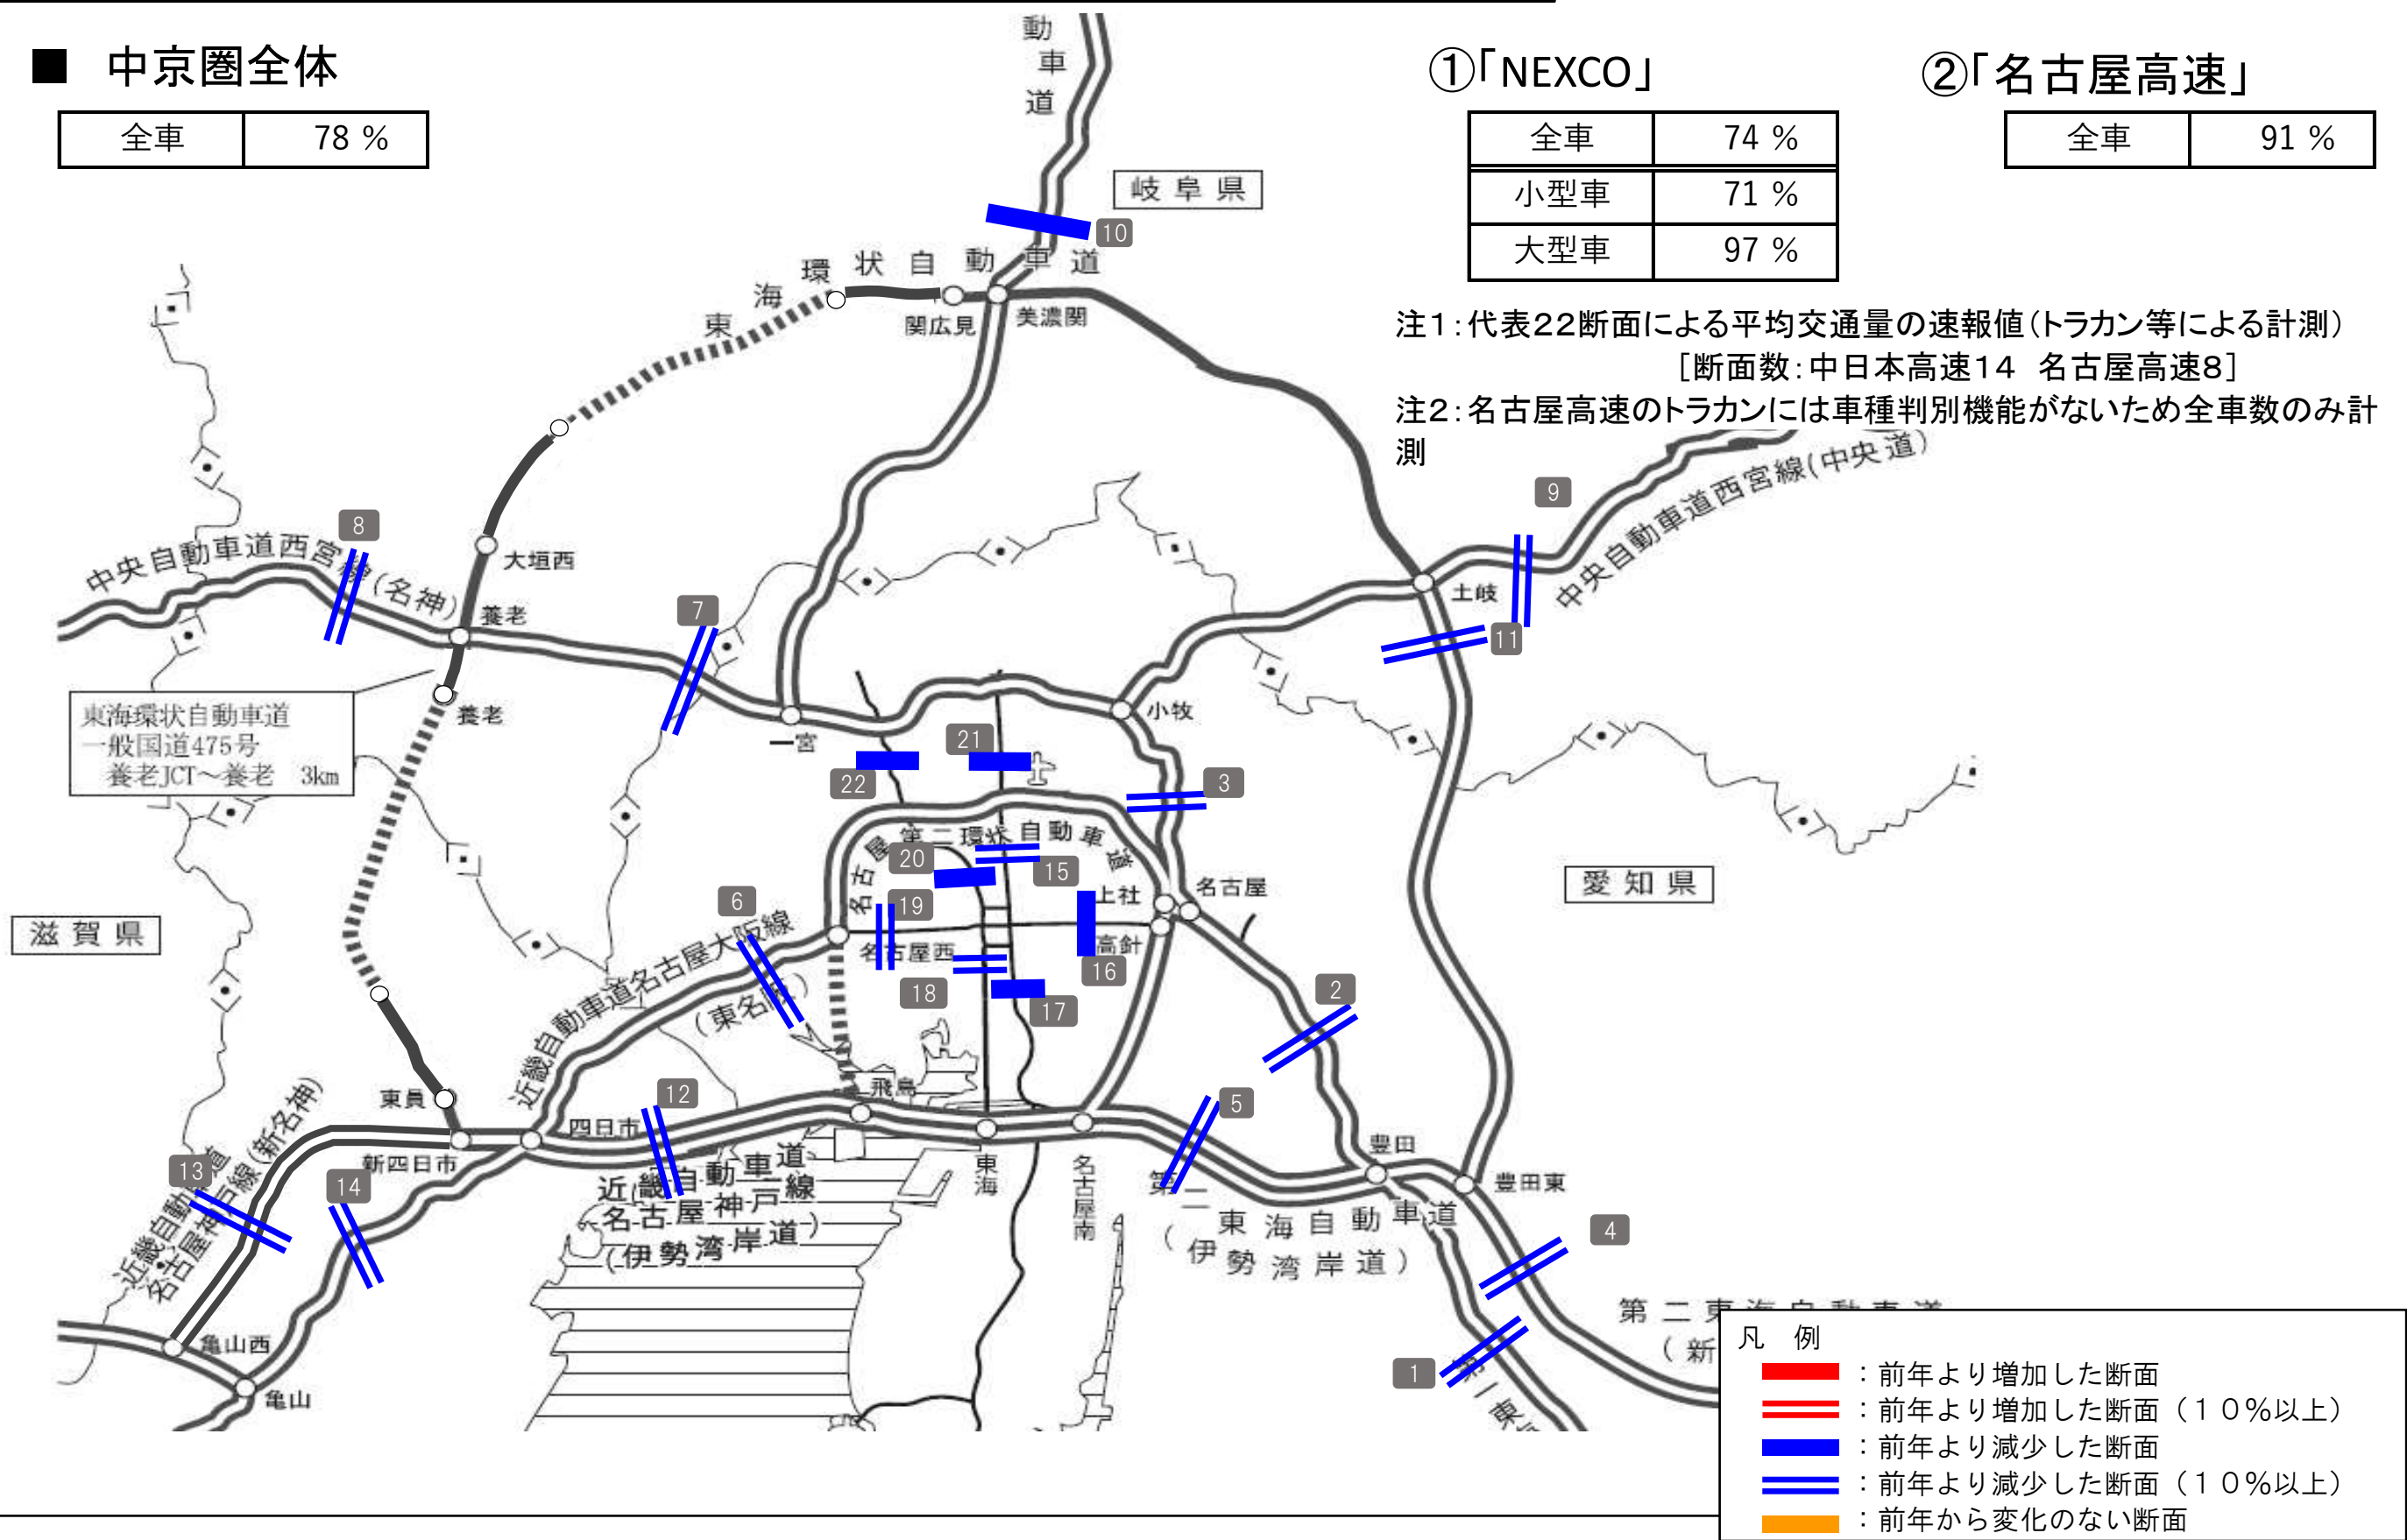 ■ 中京圏全体
全車 78 %
①「NEXCO」
全車 74 %
小型車 71 %
大型車 97 %
②「名古屋高速」
全車 91 %
注1：代表22断面による平均交通量の速報値(トラカン等による計測)
[断面数：中日本高速14 名古屋高速8]
注2：名古屋高速のトラカンには車種判別機能がないため全車数のみ計
測
動車道
岐阜県
10
東海環状自動車道
関広見
美濃関
9
中央自動車道西宮線(中央道)
8
中央自動車道西宮線(名神)
大垣西
養老
7
土岐
11
東海環状自動車道
一般国道475号
養老JCT～養老 3km
養老
一宮
小牧
21
22
3
名古屋第二環状自動車道
20
15
上社
名古屋
愛知県
滋賀県
6
19
名古屋西
高針
16
近畿自動車道名古屋大阪線
18
17
2
東員
飛島
12
5
四日市
新四日市
豊田
豊田東
東海
名古屋南
13
14
近畿自動車道
名古屋神戸線
(伊勢湾岸道)
名古屋神戸線(新名神)
第二東海自動車道
(伊勢湾岸道)
4
亀山西
亀山
1
凡 例
：前年より増加した断面
：前年より増加した断面（１０％以上）
：前年より減少した断面
：前年より減少した断面（１０％以上）
：前年から変化のない断面